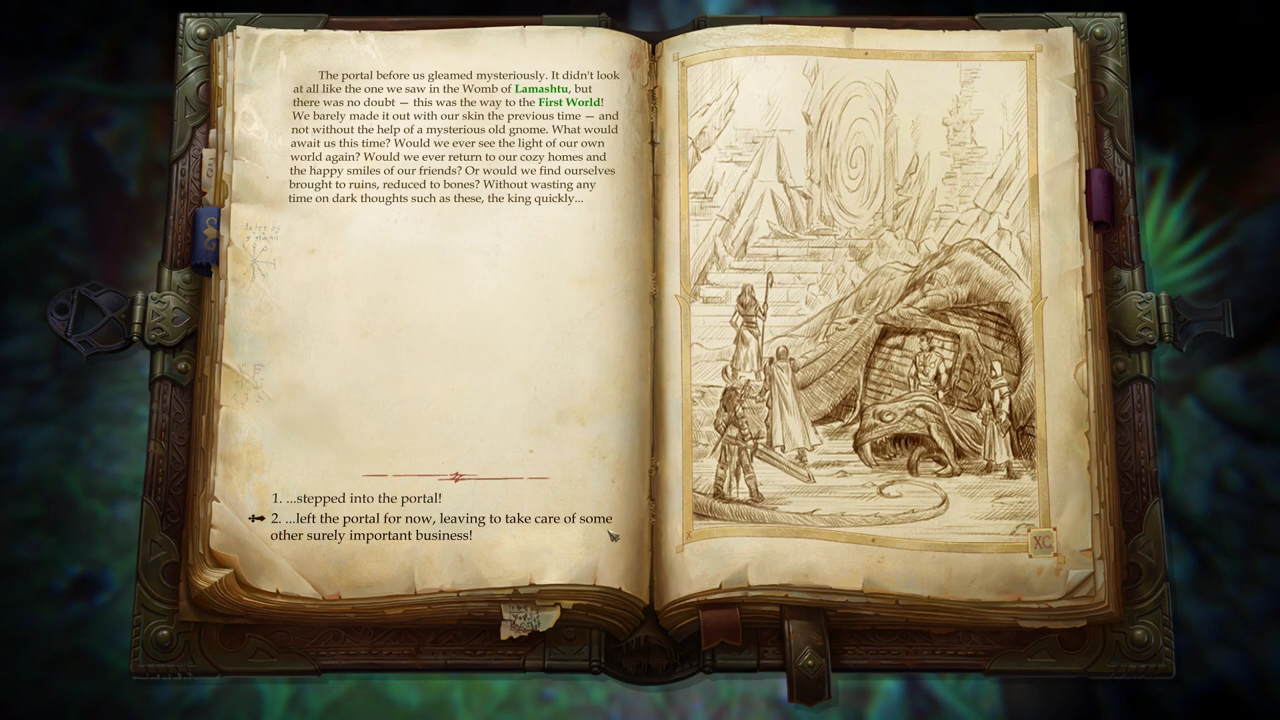 The portal before us gleamed mysteriously. It didn't look
at all like the one we saw in the Womb of Lamashtu, but
there was no doubt — this was the way to the First World!
We barely made it out with our skin the previous time — and
not without the help of a mysterious old gnome. What would
await us this time? Would we ever see the light of our own
world again? Would we ever return to our cozy homes and
the happy smiles of our friends? Or would we find ourselves
brought to ruins, reduced to bones? Without wasting any
time on dark thoughts such as these, the king quickly...
1. ...stepped into the portal!
2. ...left the portal for now, leaving to take care of some
other surely important business!
XC